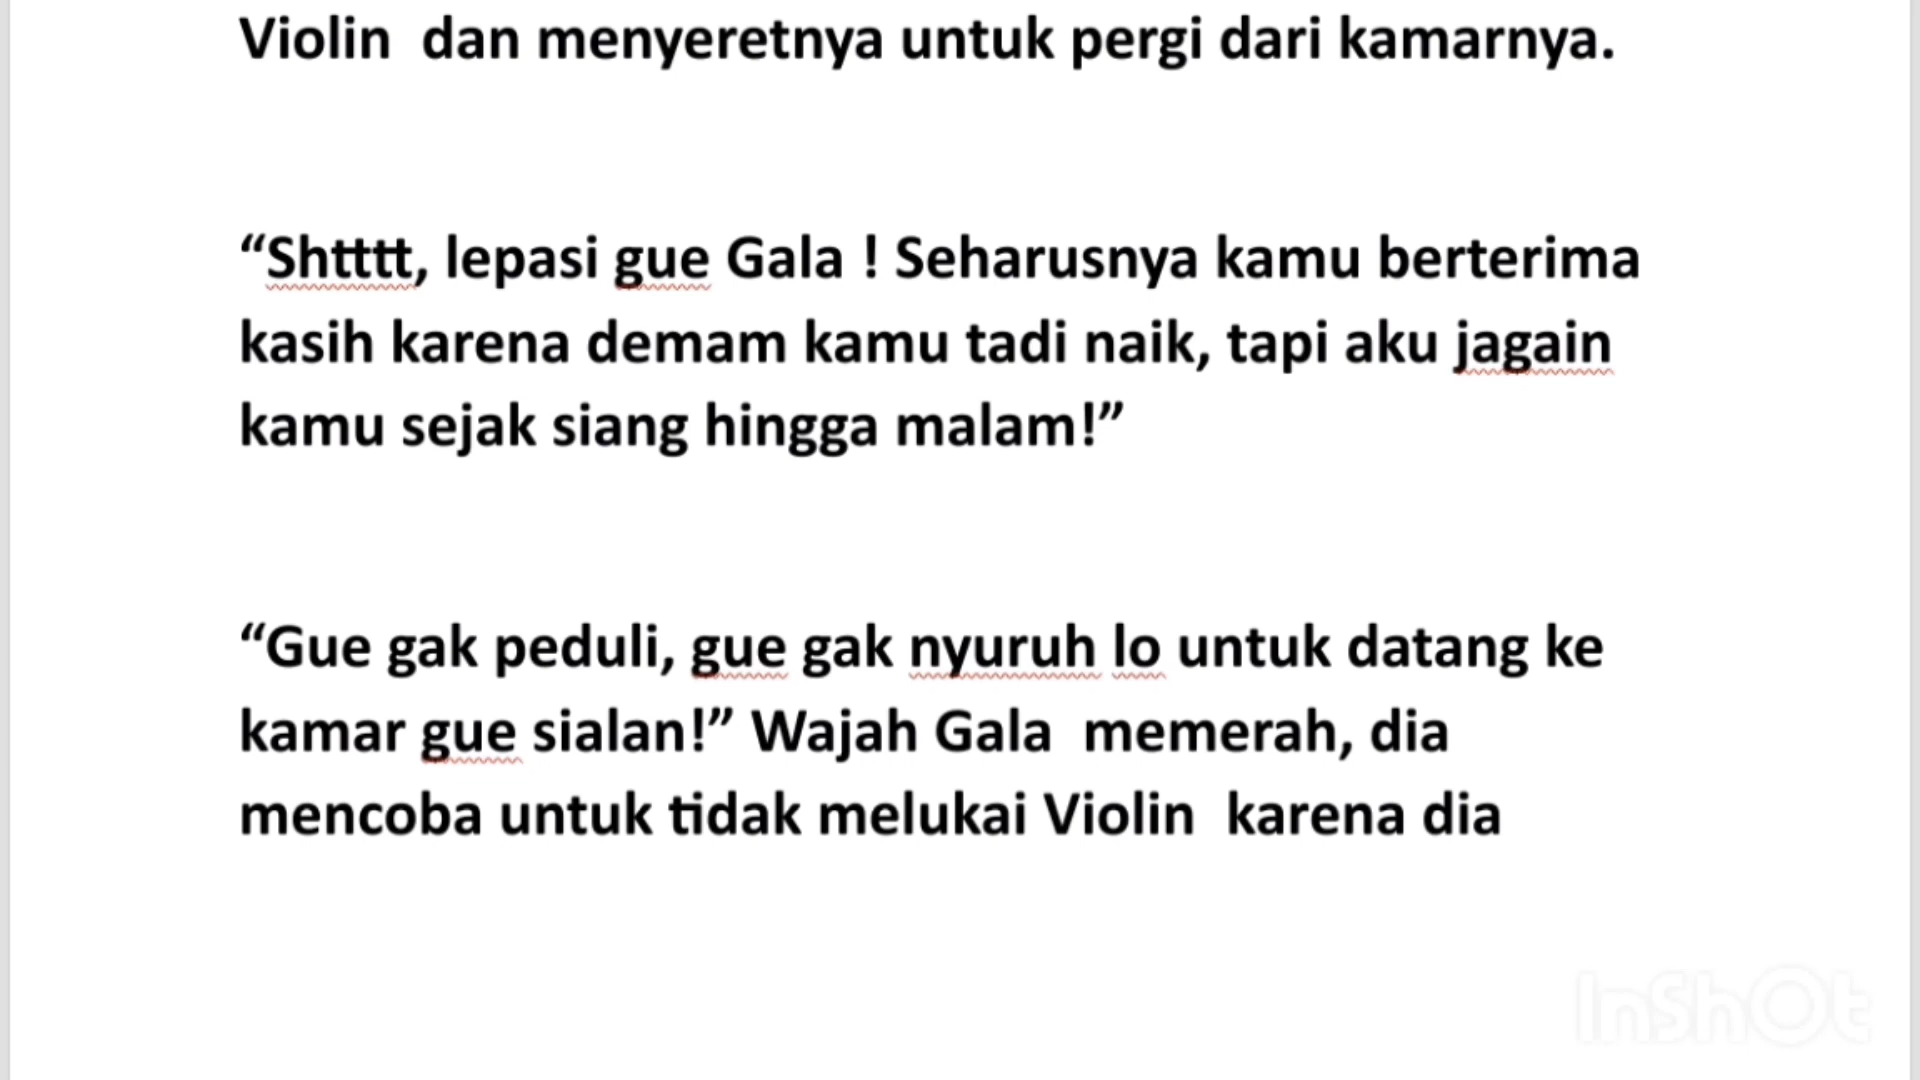 Violin  dan menyeretnya untuk pergi dari kamarnya.
“Shtttt, lepasi gue Gala ! Seharusnya kamu berterima
kasih karena demam kamu tadi naik, tapi aku jagain
kamu sejak siang hingga malam!”
“Gue gak peduli, gue gak nyuruh lo untuk datang ke
kamar gue sialan!” Wajah Gala  memerah, dia
mencoba untuk tidak melukai Violin  karena dia
InShOt